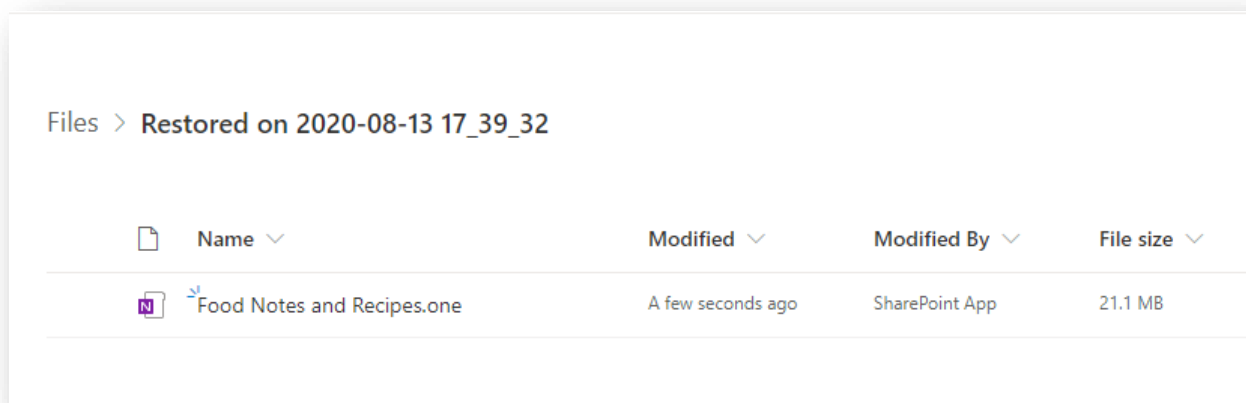 Files > Restored on 2020-08-13 17_39_32
Name Modified Modified By File size
N Food Notes and Recipes.one A few seconds ago SharePoint App 21.1 MB